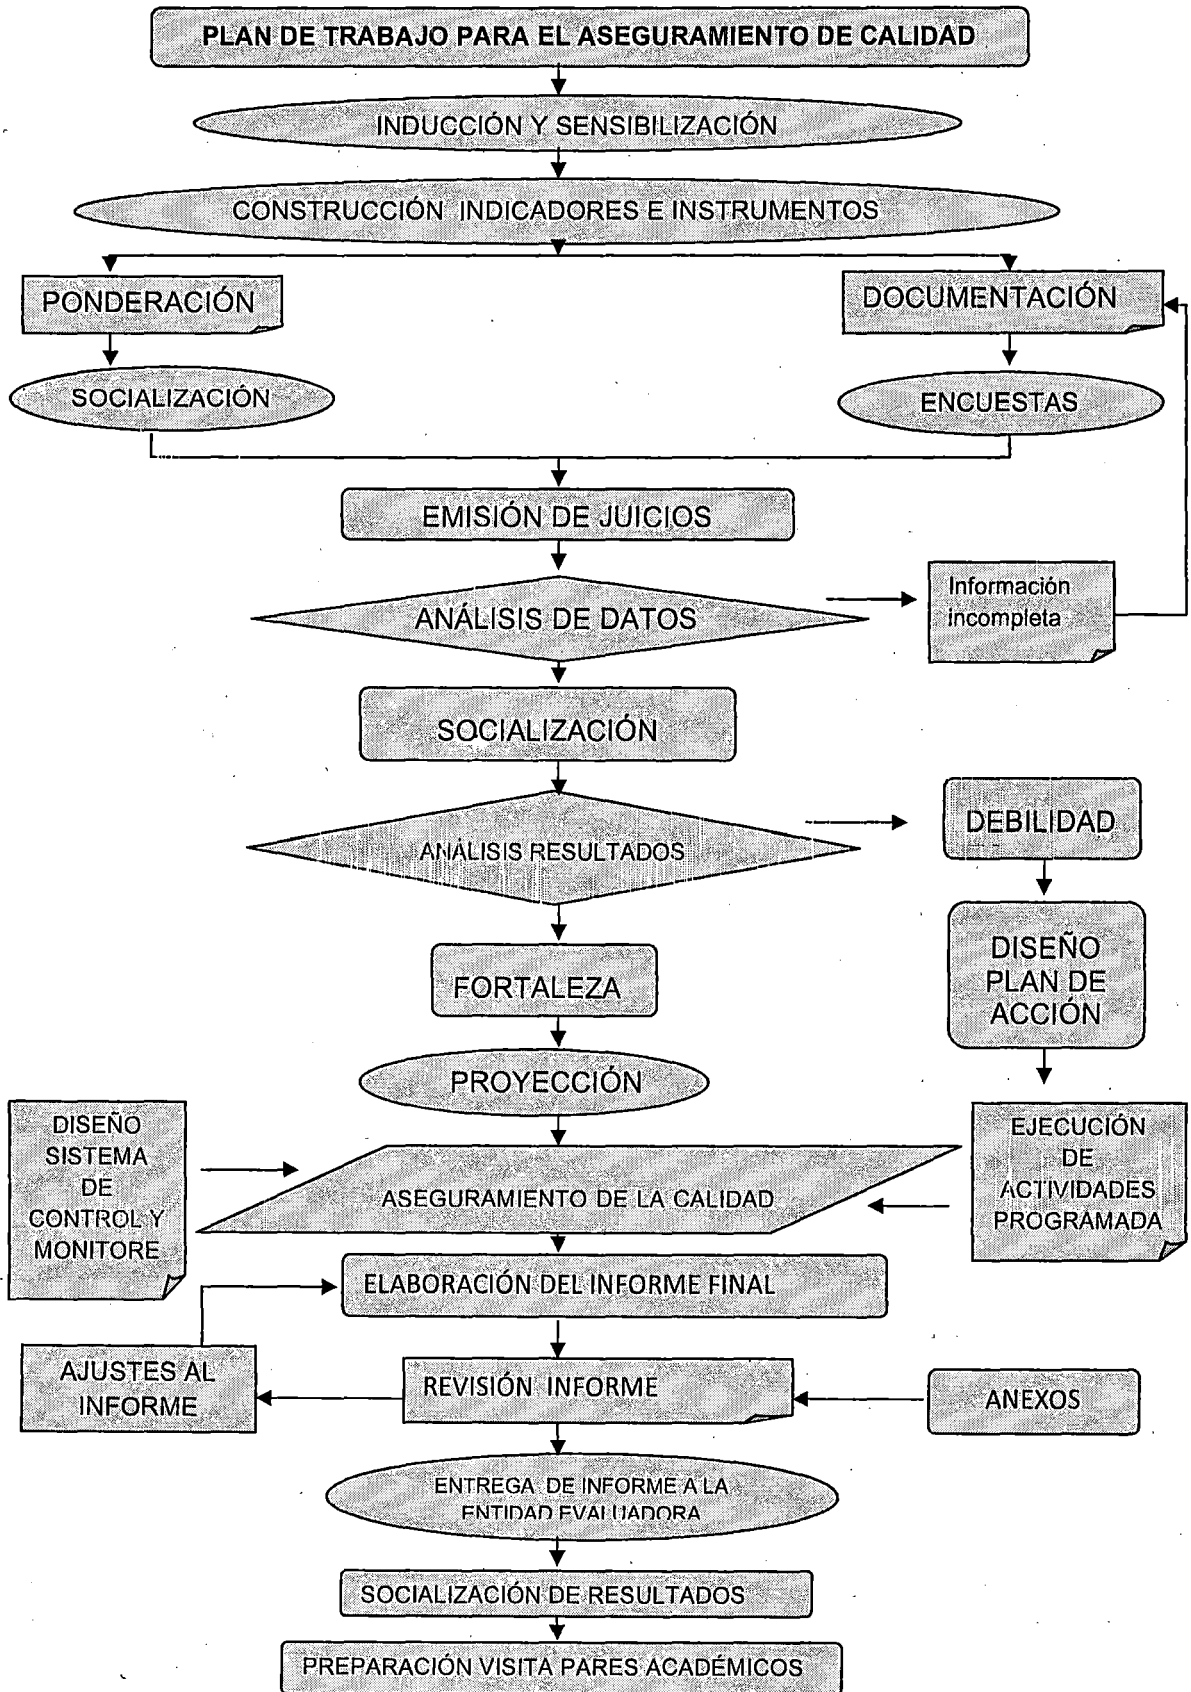 PLAN DE TRABAJO PARA EL ASEGURAMIENTO DE CALIDAD
INDUCCIÓN Y SENSIBILIZACIÓN
CONSTRUCCIÓN INDICADORES E INSTRUMENTOS
PONDERACIÓN
DOCUMENTACIÓN
SOCIALIZACIÓN
ENCUESTAS
EMISIÓN DE JUICIOS
ANÁLISIS DE DATOS
Información
incompleta
SOCIALIZACIÓN
ANÁLISIS RESULTADOS
DEBILIDAD
DISEÑO
PLAN DE
ACCIÓN
FORTALEZA
PROYECCIÓN
DISEÑO
SISTEMA
DE
CONTROL Y
MONITORE
ASEGURAMIENTO DE LA CALIDAD
EJECUCIÓN
DE
ACTIVIDADES
PROGRAMADA
ELABORACIÓN DEL INFORME FINAL
AJUSTES AL
INFORME
REVISIÓN INFORME
ANEXOS
ENTREGA DE INFORME A LA
ENTIDAD EVALUADORA
SOCIALIZACIÓN DE RESULTADOS
PREPARACIÓN VISITA PARES ACADÉMICOS